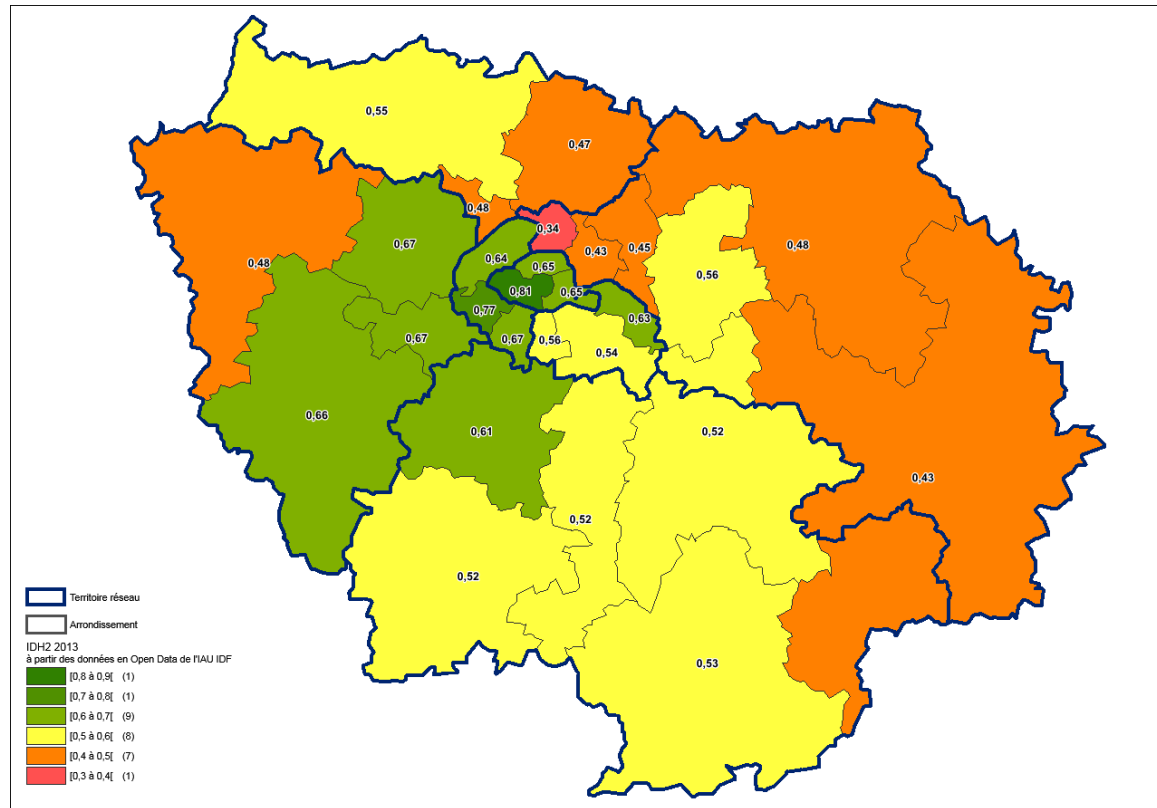 0,55
0,47
0,48
0,34
0,67
0,43
0,45
0,48
0,48
0,64
0,65
0,56
0,81
0,65
0,77
0,63
0,67
0,67
0,56
0,54
0,66
0,61
0,52
0,43
0,52
0,52
0,53
Territoire réseau
Arrondissement
IDH2 2013
à partir des données en Open Data de l'IAU IDF
[0,8 à 0,9[ (1)
[0,7 à 0,8[ (1)
[0,6 à 0,7[ (9)
[0,5 à 0,6[ (8)
[0,4 à 0,5[ (7)
[0,3 à 0,4[ (1)